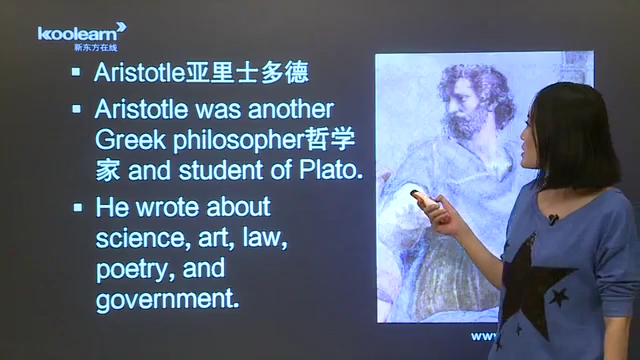 koolearn
新东方在线
Aristotle亚里士多德
Aristotle was another
Greek philosopher哲学
家 and student of Plato.
He wrote about
science, art, law,
poetry, and
government.
www